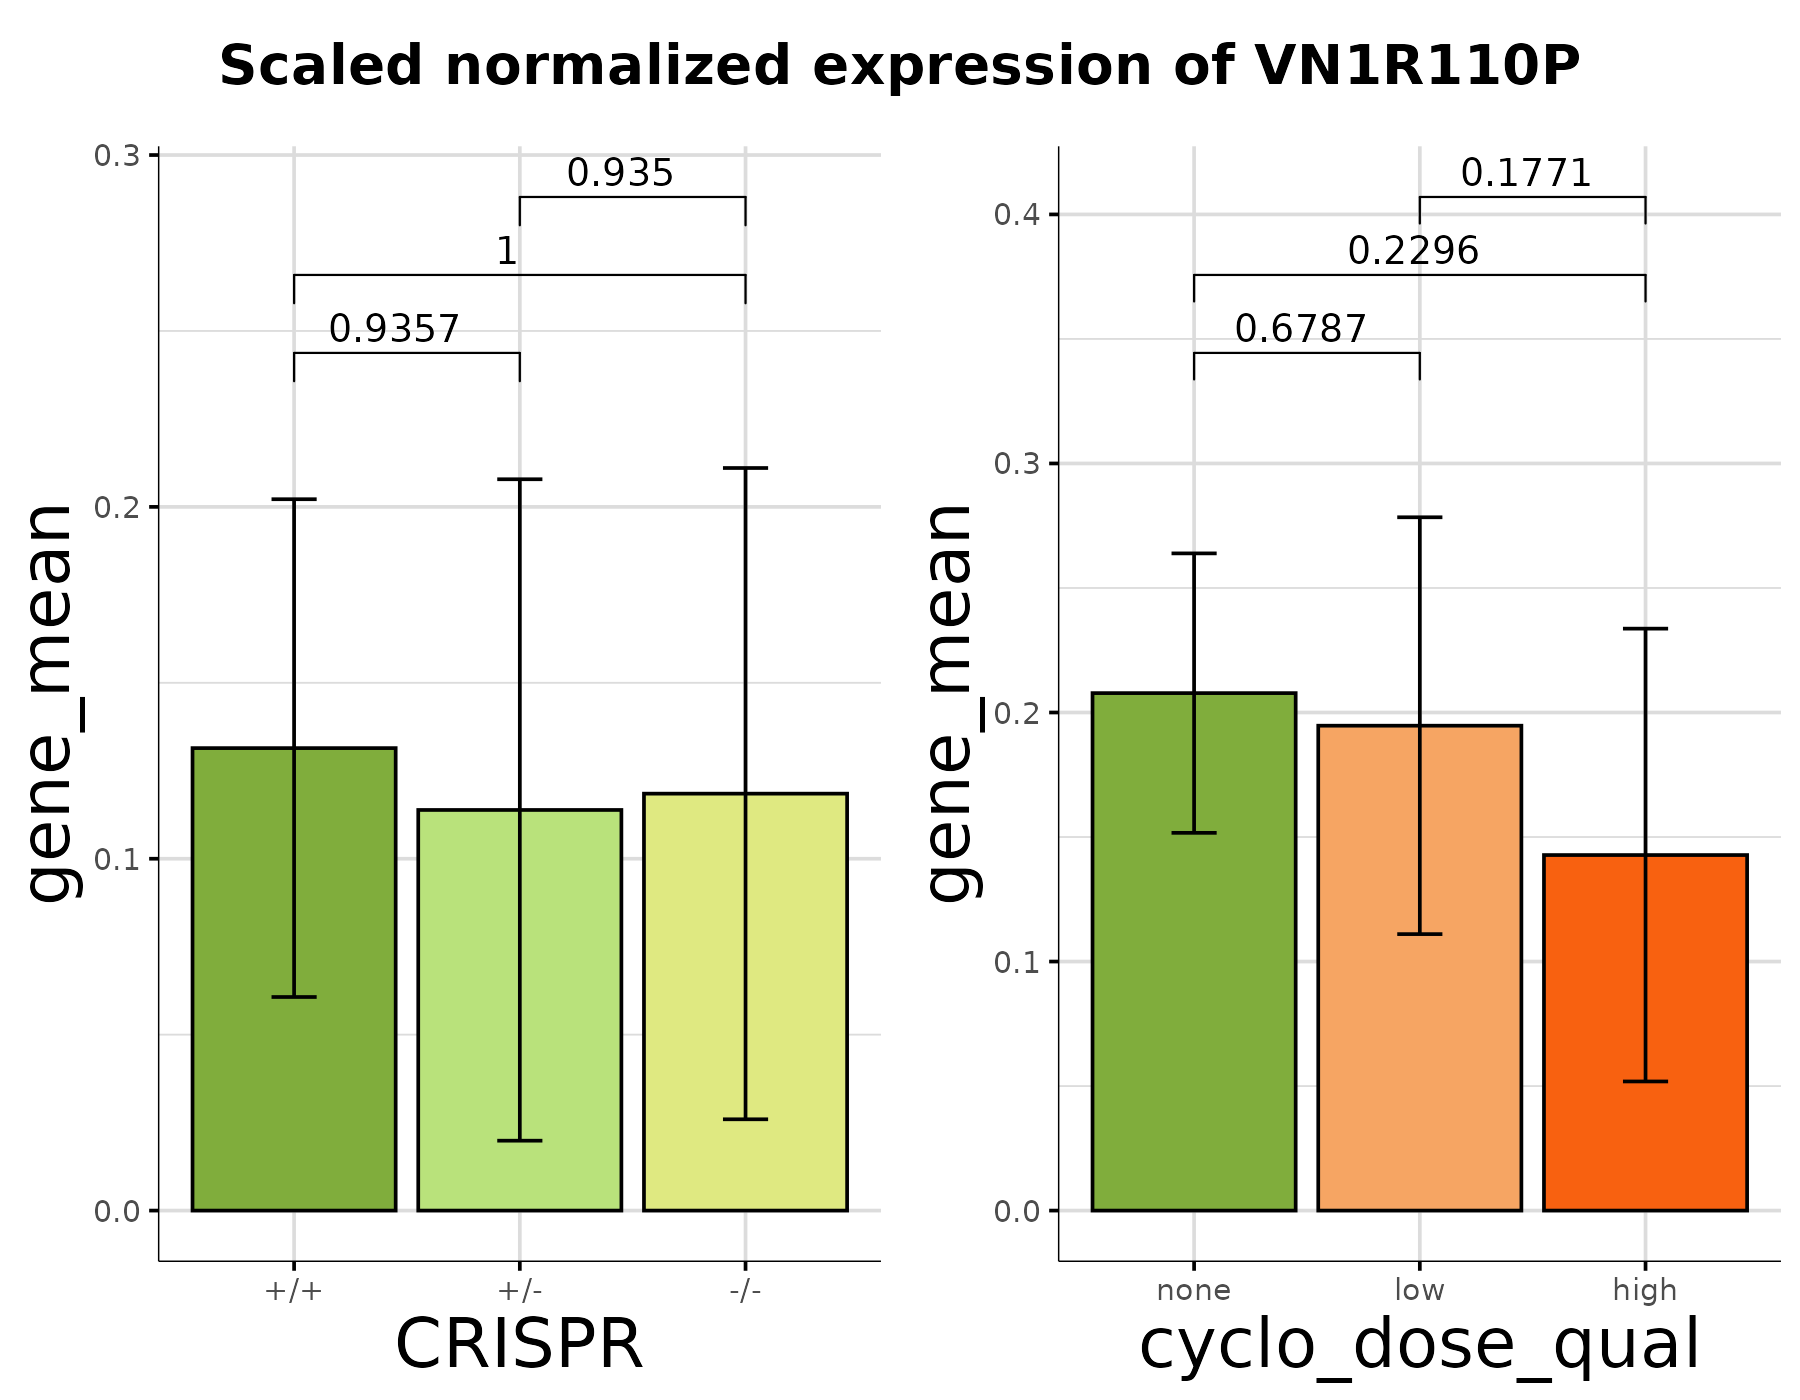 Scaled normalized expression of VN1R110P
gene_mean
0.3
0.2
0.1
0.0
0.935
1
0.9357
+/+
+/-
-/-
CRISPR
gene_mean
0.4
0.3
0.2
0.1
0.0
0.1771
0.2296
0.6787
none
low
high
cyclo_dose_qual